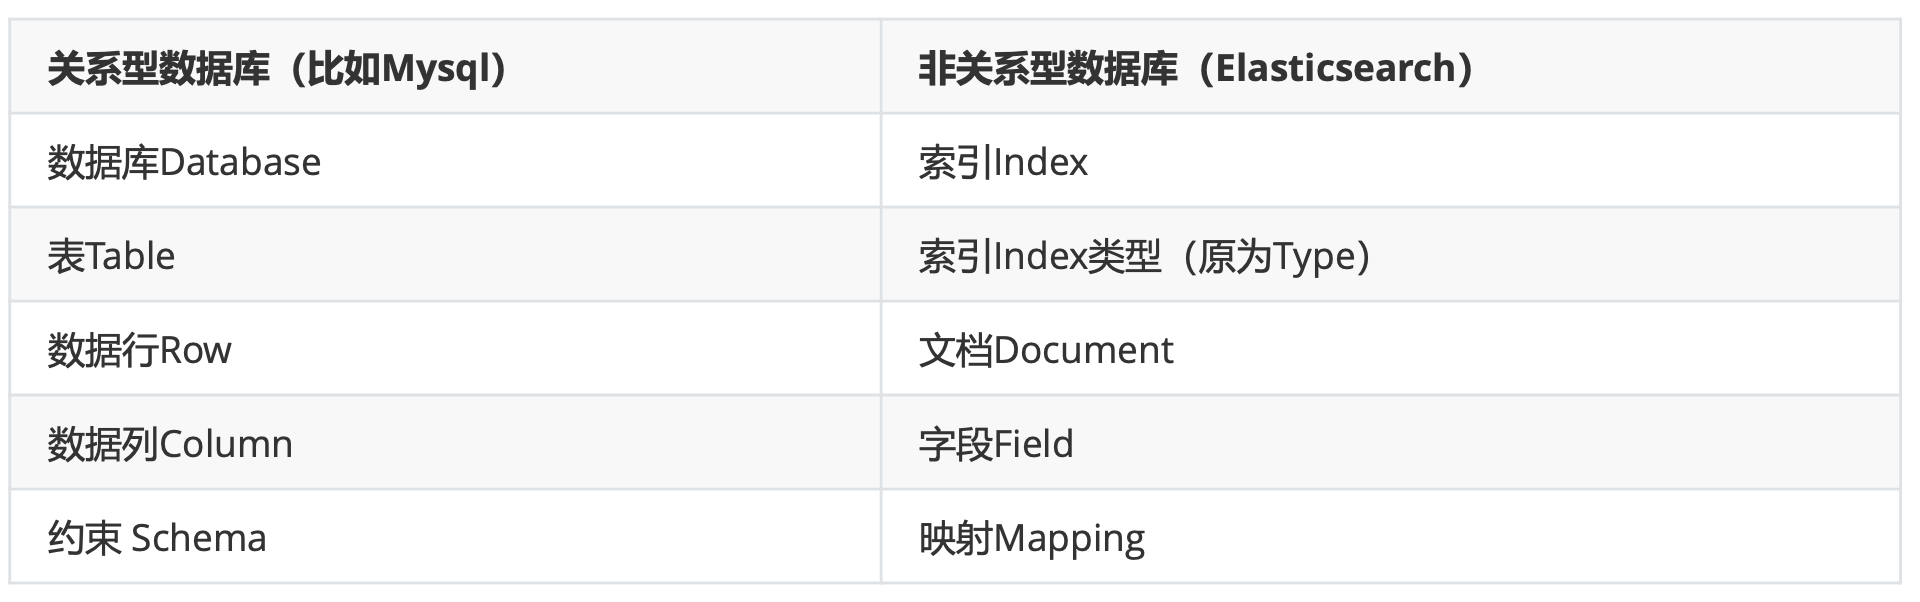 关系型数据库（比如Mysql） 非关系型数据库（Elasticsearch）
数据库Database 索引Index
表Table 索引Index类型（原为Type）
数据行Row 文档Document
数据列Column 字段Field
约束 Schema 映射Mapping